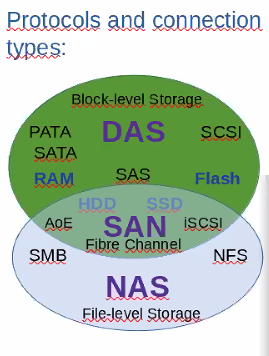 Protocols and connection
types:
Block-level Storage
PATA DAS SCSI
SATA
RAM SAS Flash
HDD SSD
AoE SAN iSCSI
Fibre Channel
SMB NFS
NAS
File-level Storage